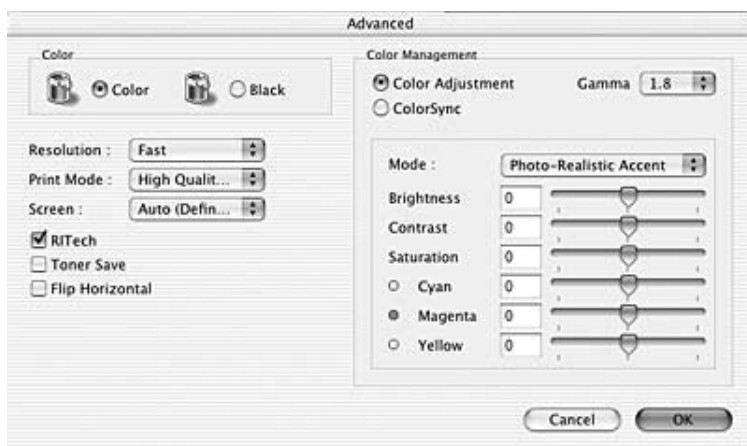 Advanced
Color
Color
Black
Resolution :
Fast
Print Mode :
High Qualit...
Screen :
Auto (Defin...
RITech
Toner Save
Flip Horizontal
Color Management
Color Adjustment
Gamma
1.8
ColorSync
Mode :
Photo-Realistic Accent
Brightness
0
Contrast
0
Saturation
0
Cyan
0
Magenta
0
Yellow
0
Cancel
OK